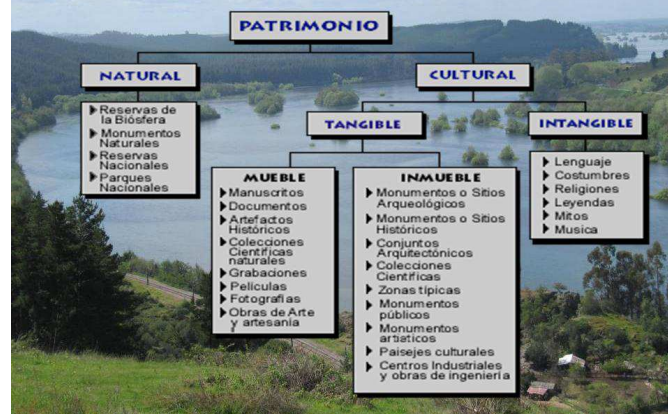 PATRIMONIO
NATURAL
CULTURAL
Reservas de
la Biósfera
Monumentos
Naturales
Reservas
Nacionales
Parques
Nacionales
TANGIBLE
INTANGIBLE
MUEBLE
Manuscritos
Documentos
Artefactos
Históricos
Colecciones
Científicas
naturales
Grabaciones
Películas
Fotografías
Obras de Arte
y artesanía
INMUEBLE
Monumentos o Sitios
Arqueológicos
Monumentos o Sitios
Históricos
Conjuntos
Arquitectónicos
Colecciones
Científicas
Zonas típicas
Monumentos
públicos
Monumentos
artísticos
Paisejes culturales
Centros Industriales
y obras de ingeniería
Lenguaje
Costumbres
Religiones
Leyendas
Mitos
Musica